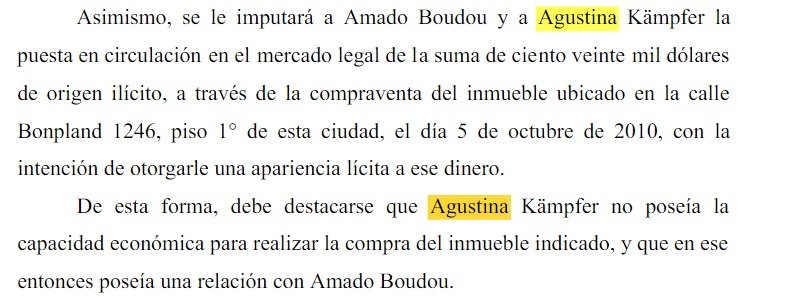 Asimismo, se le imputará a Amado Boudou y a Agustina Kämpfer la
puesta en circulación en el mercado legal de la suma de ciento veinte mil dólares
de origen ilícito, a través de la compraventa del inmueble ubicado en la calle
Bonpland 1246, piso 1° de esta ciudad, el día 5 de octubre de 2010, con la
intención de otorgarle una apariencia lícita a ese dinero.
De esta forma, debe destacarse que Agustina Kämpfer no poseía la
capacidad económica para realizar la compra del inmueble indicado, y que en ese
entonces poseía una relación con Amado Boudou.